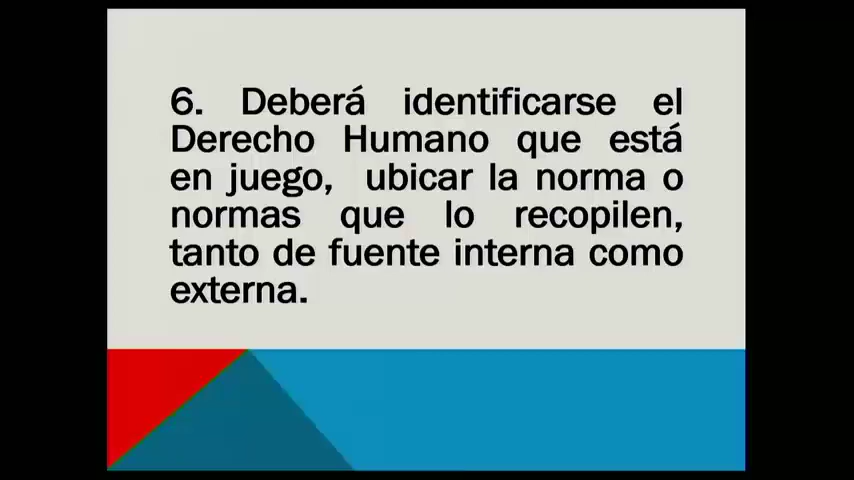 6. Deberá identificarse el
Derecho Humano que está
en juego, ubicar la norma o
normas que lo recopilen,
tanto de fuente interna como
externa.